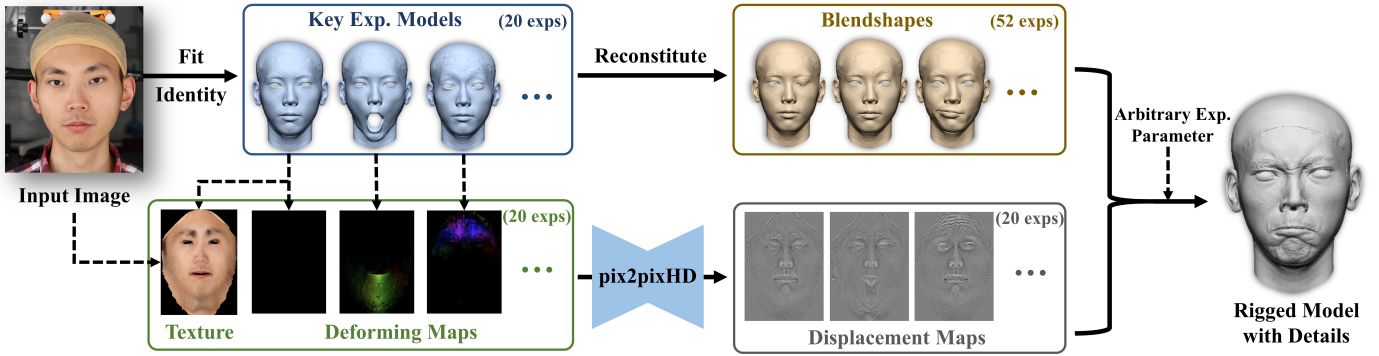 Key Exp. Models (20 exps)
Blendshapes (52 exps)
Fit
Identity
Reconstitute
Arbitrary Exp.
Parameter
Input Image
(20 exps)
(20 exps)
pix2pixHD
Texture
Deforming Maps
Displacement Maps
Rigged Model
with Details